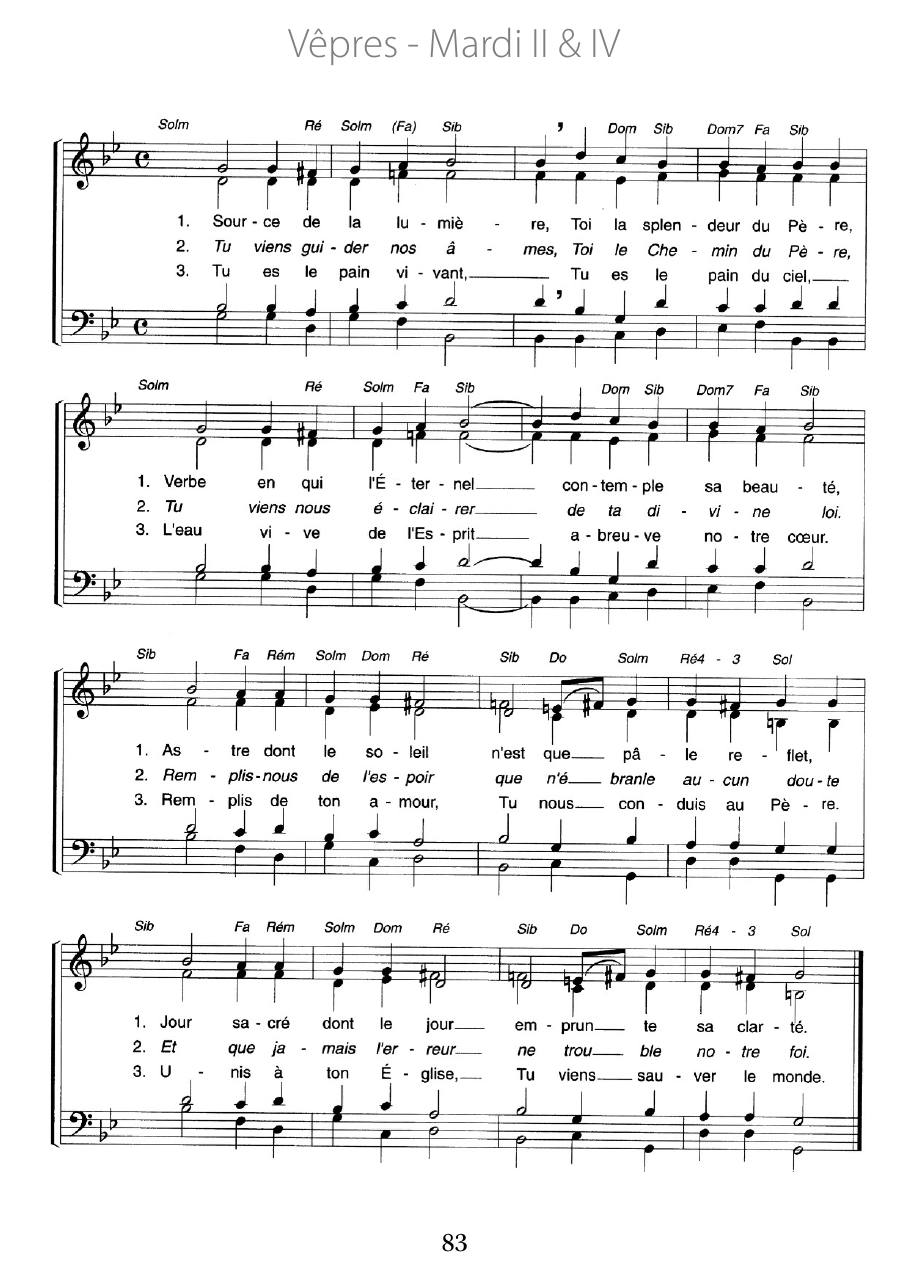 Vêpres - Mardi II & IV
Solm Ré Solm (Fa) Sib Dom Sib Dom7 Fa Sib
1. Sour - ce de la lu - miè - re, Toi la splen - deur du Pè - re,
2. Tu viens gui - der nos â - mes, Toi le Che - min du Pè - re,
3. Tu es le pain vi - vant, Tu es le pain du ciel,
Solm Ré Solm Fa Sib Dom Sib Dom7 Fa Sib
1. Verbe en qui l'É - ter - nel con - tem - ple sa beau - té,
2. Tu viens nous é - clai - rer de ta di - vi - ne loi.
3. L'eau vi - ve de l'Es - prit a - breu - ve no - tre cœur.
Sib Fa Rém Solm Dom Ré Sib Do Solm Ré4 - 3 Sol
1. As - tre dont le so - leil n'est que pâ - le re - flet,
2. Rem - plis - nous de l'es - poir que n'é branle au - cun dou - te
3. Rem - plis de ton a - mour, Tu nous con - duis au Pè - re.
Sib Fa Rém Solm Dom Ré Sib Do Solm Ré4 - 3 Sol
1. Jour sa - cré dont le jour em - prun te sa clar - té.
2. Et que ja - mais l'er - reur ne trou ble no - tre foi.
3. U - nis à ton É - glise, Tu viens sau - ver le monde.
83